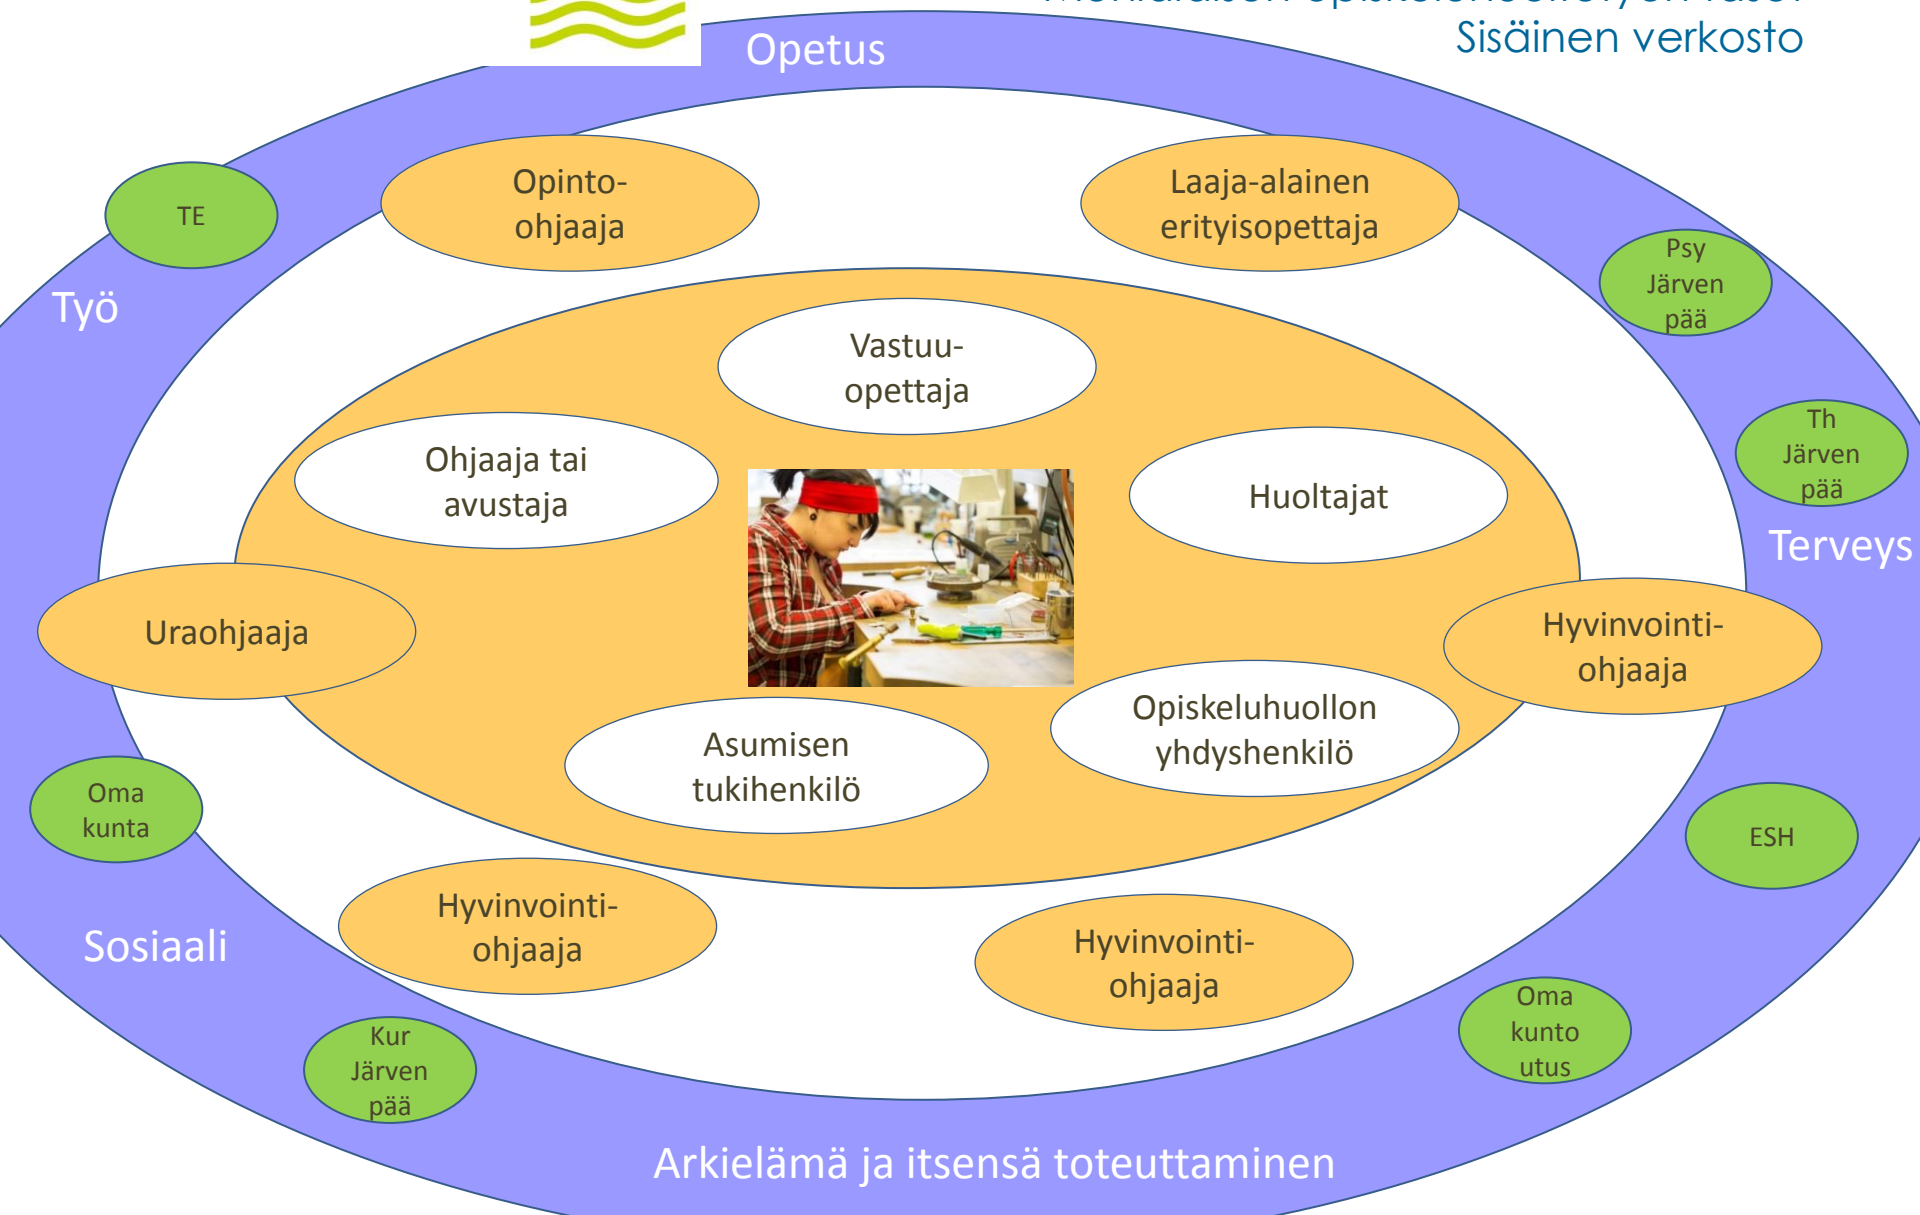 Sisäinen verkosto
Opetus
Opinto-
ohjaaja
Laaja-alainen
erityisopettaja
TE
Psy
Järven
pää
Työ
Vastuu-
opettaja
Th
Järven
pää
Ohjaaja tai
avustaja
Huoltajat
Terveys
Uraohjaaja
Hyvinvointi-
ohjaaja
Opiskeluhuollon
yhdyshenkilö
Asumisen
tukihenkilö
Oma
kunta
ESH
Hyvinvointi-
ohjaaja
Sosiaali
Hyvinvointi-
ohjaaja
Oma
kunto
utus
Kur
Järven
pää
Arkielämä ja itsensä toteuttaminen